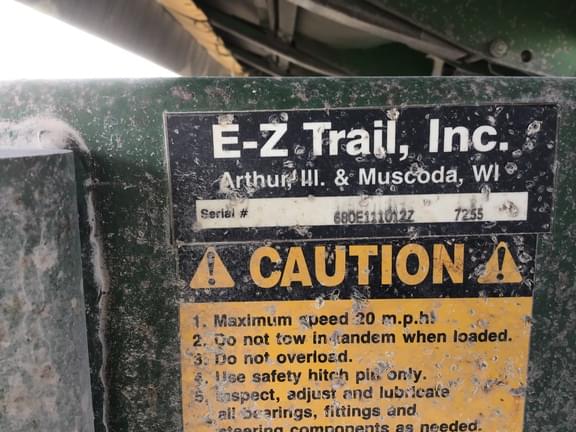 E-Z Trail, Inc.
Arthur, Ill. & Muscoda, WI
Serial # 680E111012Z 7255
CAUTION
1. Maximum speed 20 m.p.h.
2. Do not tow in tandem when loaded.
3. Do not overload.
4. Use safety hitch pin only.
5. Inspect, adjust and lubricate
all bearings, fittings and
steering components as needed.